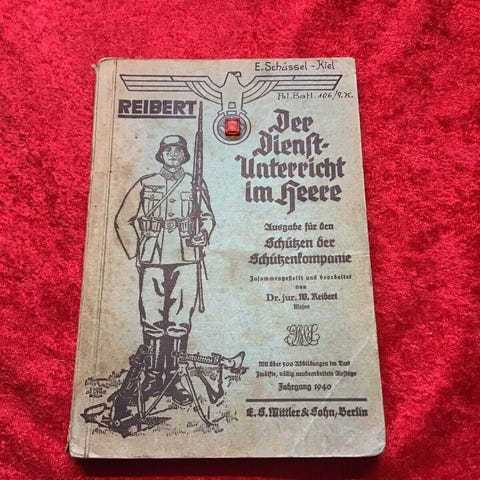 E. Schüssel - Kiel
Pol. Batl. 106/9. K.
REIBERT
Der
Dienst-
Unterricht
im Heere
Ausgabe für den
Schützen der
Schützenkompanie
Zusammengestellt und bearbeitet
von
Dr. jur. W. Reibert
Major
Mit über 500 Abbildungen im Text
Zwölfte, völlig neubearbeitete Auflage
Jahrgang 1940
E. S. Mittler & Sohn, Berlin